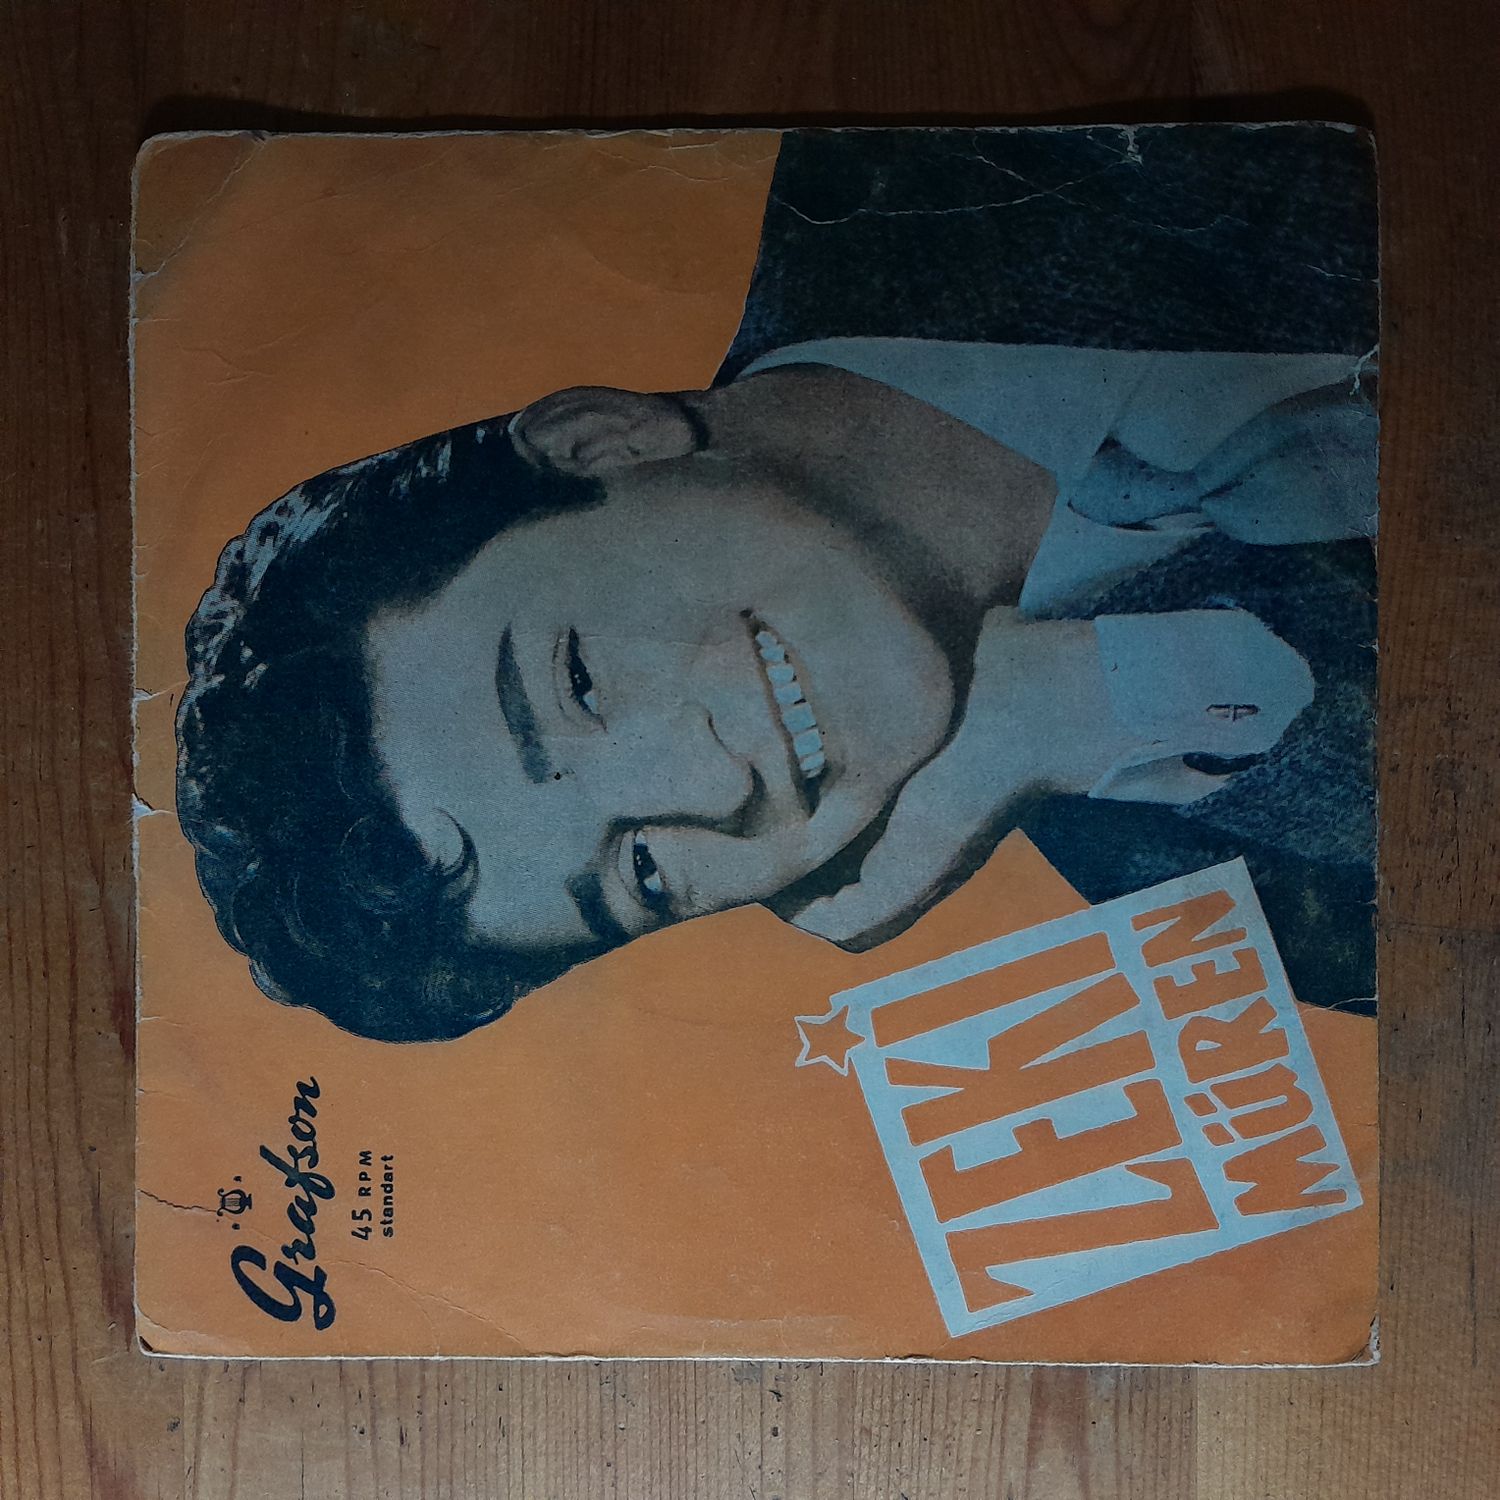 Grafson
45 RPM
standart
ZEKI
MÜREN